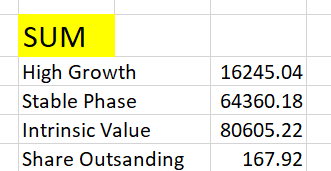 SUM
High Growth 16245.04
Stable Phase 64360.18
Intrinsic Value 80605.22
Share Outsanding 167.92